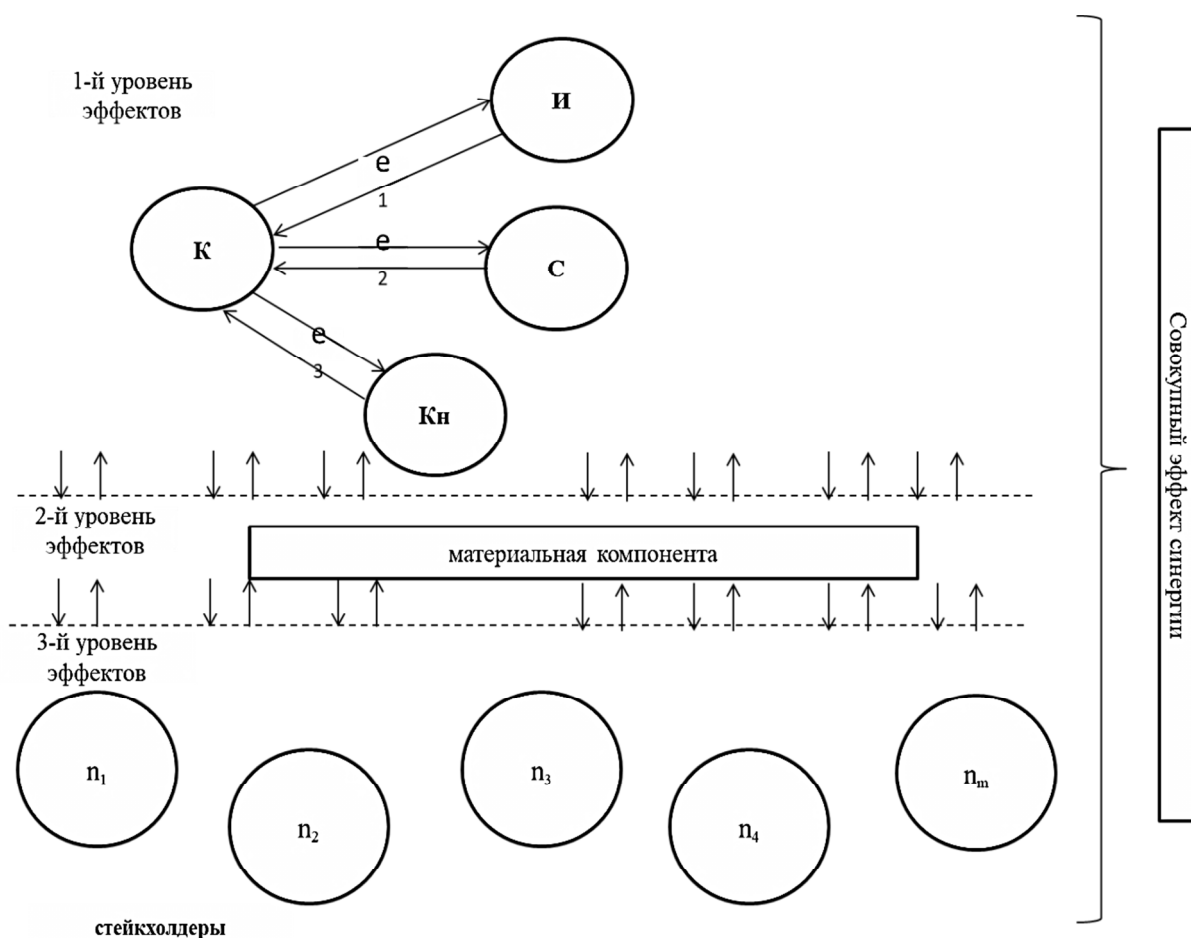 1-й уровень
эффектов
И
е
1
К
е
2
С
е
3
Кн
2-й уровень
эффектов
материальная компонента
3-й уровень
эффектов
n₁
n₂
n₃
n₄
nₘ
стейкхолдеры
Совокупный эффект синергии